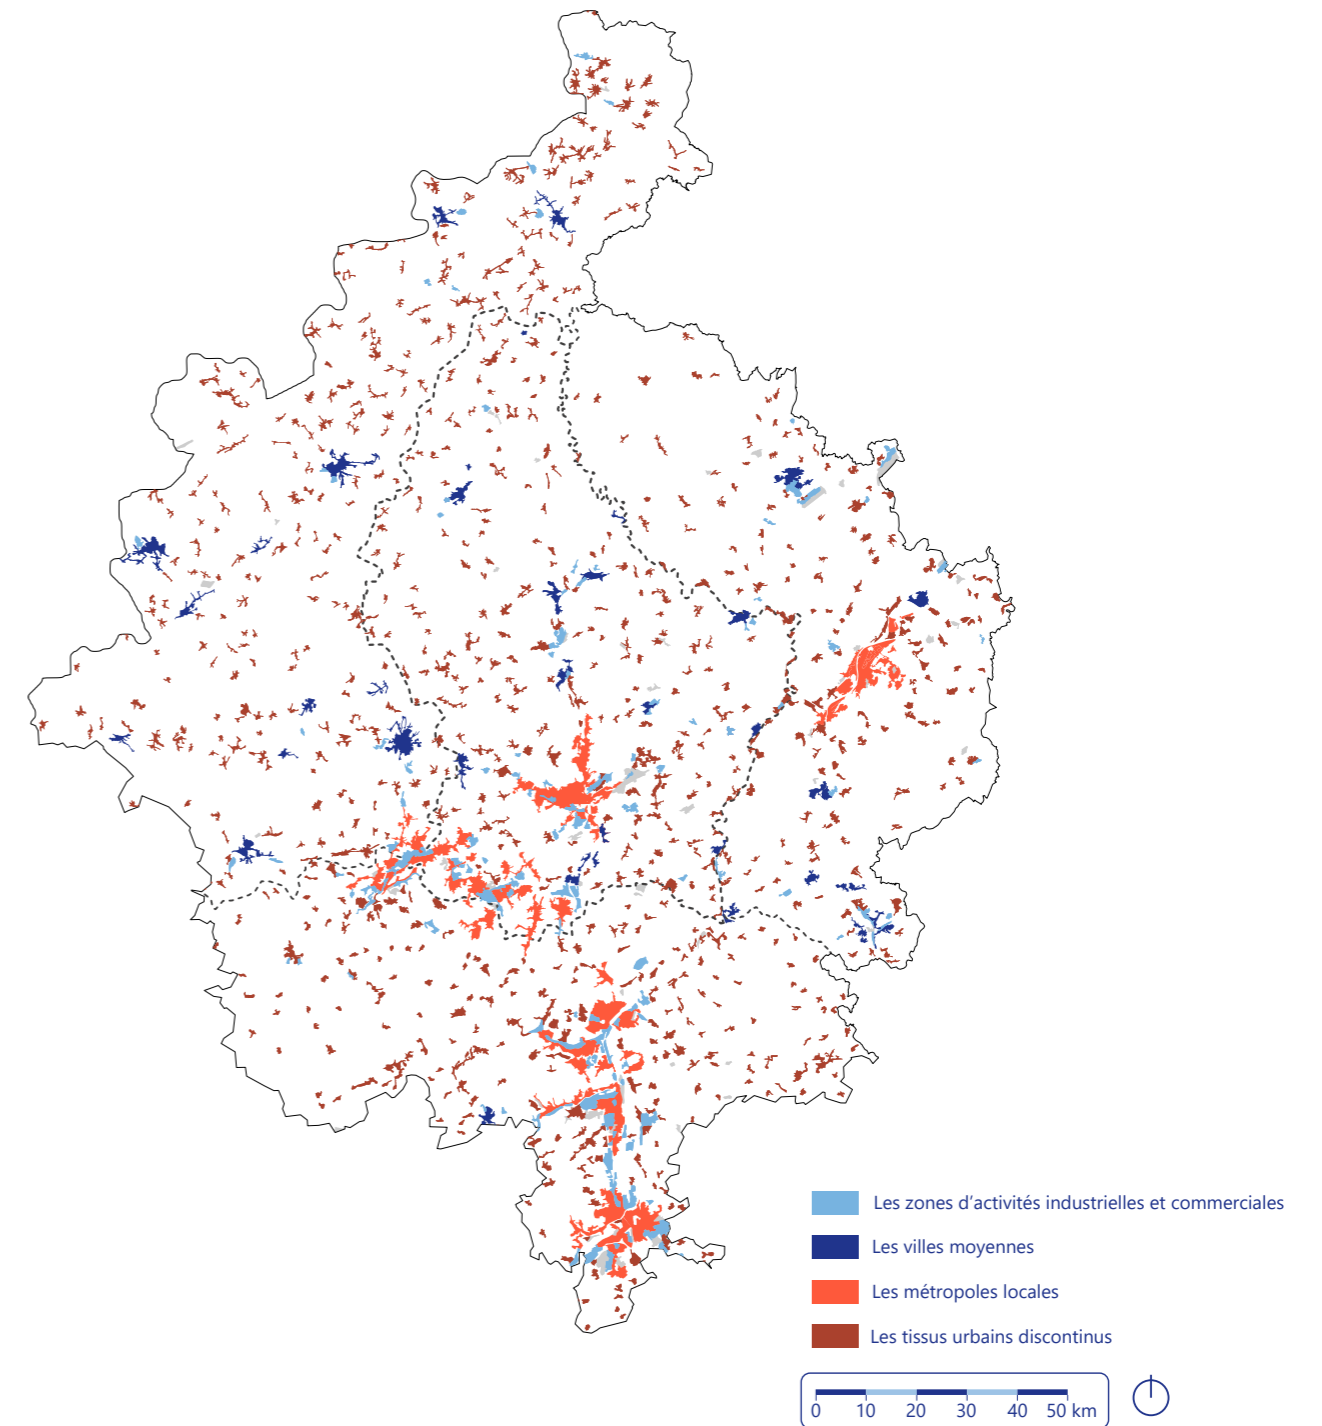 Les zones d'activités industrielles et commerciales
Les villes moyennes
Les métropoles locales
Les tissus urbains discontinus
0 10 20 30 40 50 km